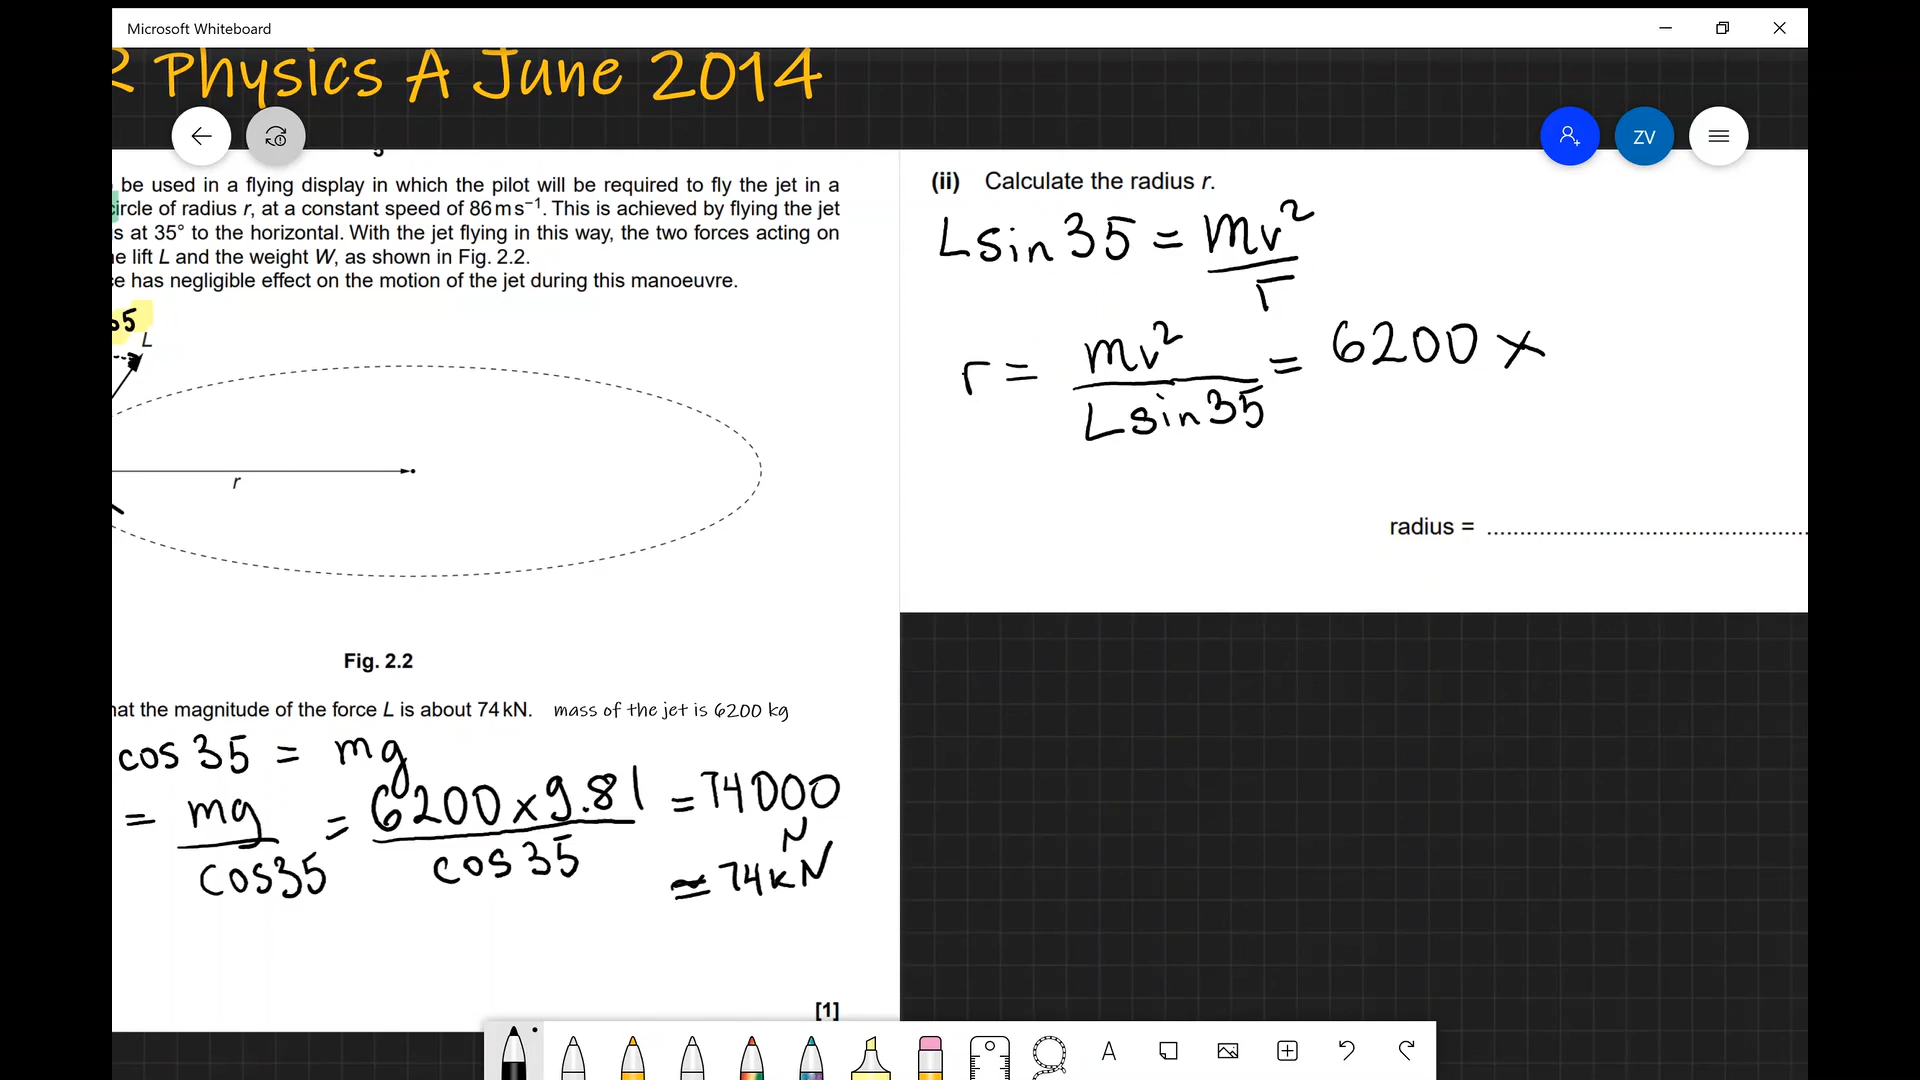 Microsoft Whiteboard
R Physics A June 2014
ZV
be used in a flying display in which the pilot will be required to fly the jet in a
circle of radius r, at a constant speed of 86 m s⁻¹. This is achieved by flying the jet
s at 35° to the horizontal. With the jet flying in this way, the two forces acting on
e lift L and the weight W, as shown in Fig. 2.2.
ce has negligible effect on the motion of the jet during this manoeuvre.
L
r
Fig. 2.2
hat the magnitude of the force L is about 74 kN. mass of the jet is 6200 kg
cos 35 = mg
= mg / cos35 = 6200 x 9.81 / cos 35 = 74000 N
≈ 74kN
[1]
(ii) Calculate the radius r.
L sin 35 = mv² / r
r = mv² / L sin 35 = 6200 x
radius = ................................................
A